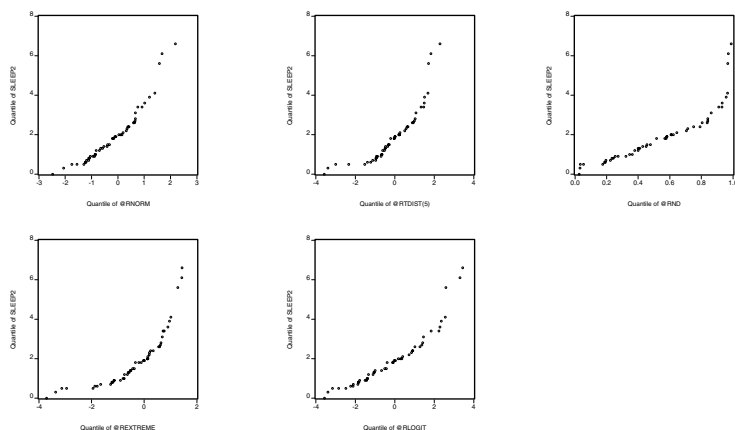 8
6
4
2
0
Quantile of SLEEP2
-3 -2 -1 0 1 2 3
Quantile of @RNORM
8
6
4
2
0
Quantile of SLEEP2
-4 -2 0 2 4
Quantile of @RTDIST(5)
8
6
4
2
0
Quantile of SLEEP2
0.0 0.2 0.4 0.6 0.8 1.0
Quantile of @RND
8
6
4
2
0
Quantile of SLEEP2
-4 -2 0 2
Quantile of @REXTREME
8
6
4
2
0
Quantile of SLEEP2
-4 -2 0 2 4
Quantile of @RLOGIT